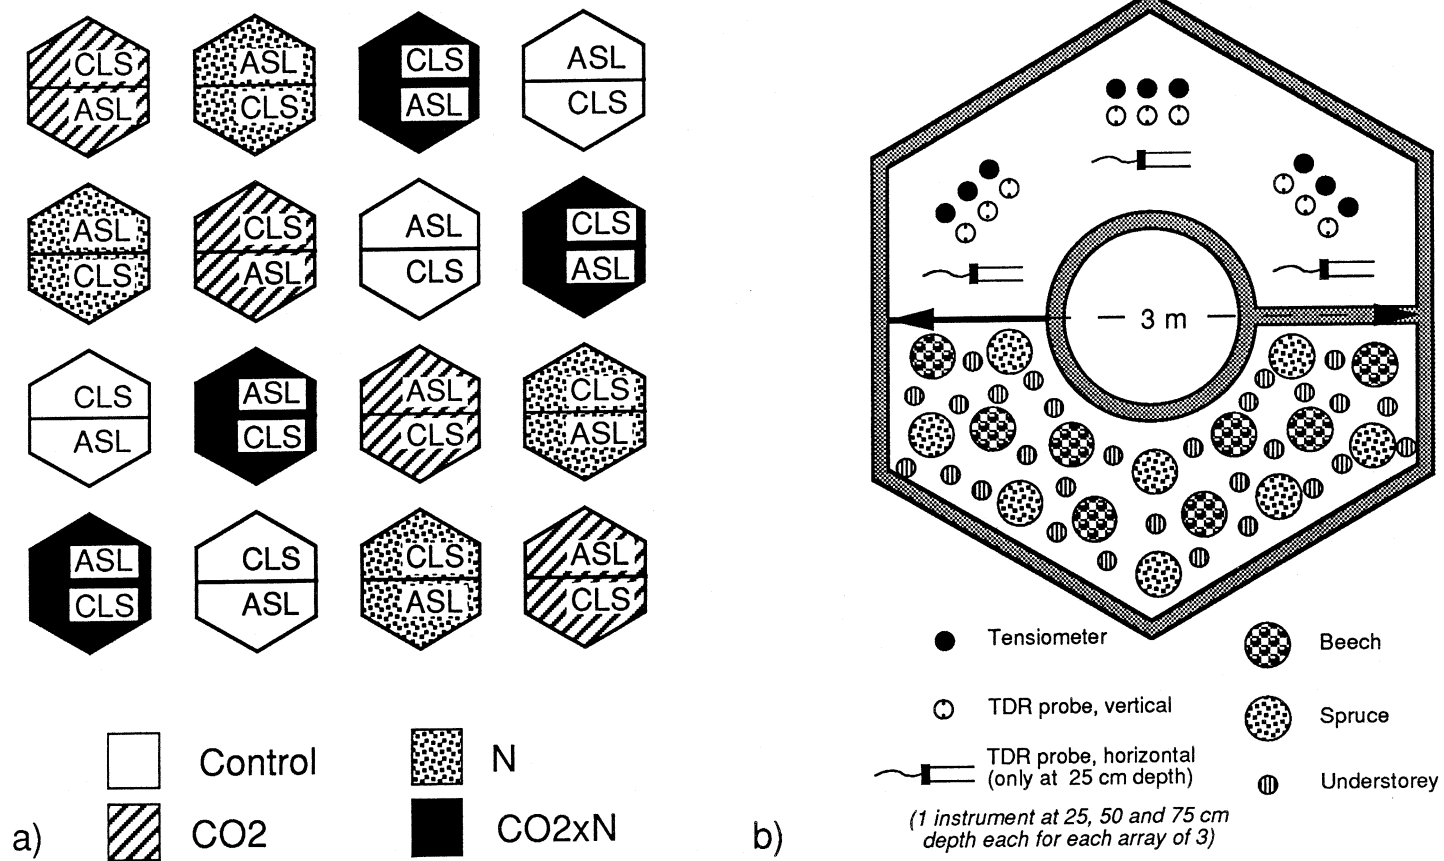 CLS
ASL
ASL
CLS
CLS
ASL
ASL
CLS
ASL
CLS
CLS
ASL
ASL
CLS
CLS
ASL
CLS
ASL
ASL
CLS
ASL
CLS
CLS
ASL
ASL
CLS
CLS
ASL
CLS
ASL
ASL
CLS
Control
N
CO2
CO2xN
a)
3 m
Tensiometer
TDR probe, vertical
TDR probe, horizontal
(only at 25 cm depth)
Beech
Spruce
Understorey
(1 instrument at 25, 50 and 75 cm
depth each for each array of 3)
b)